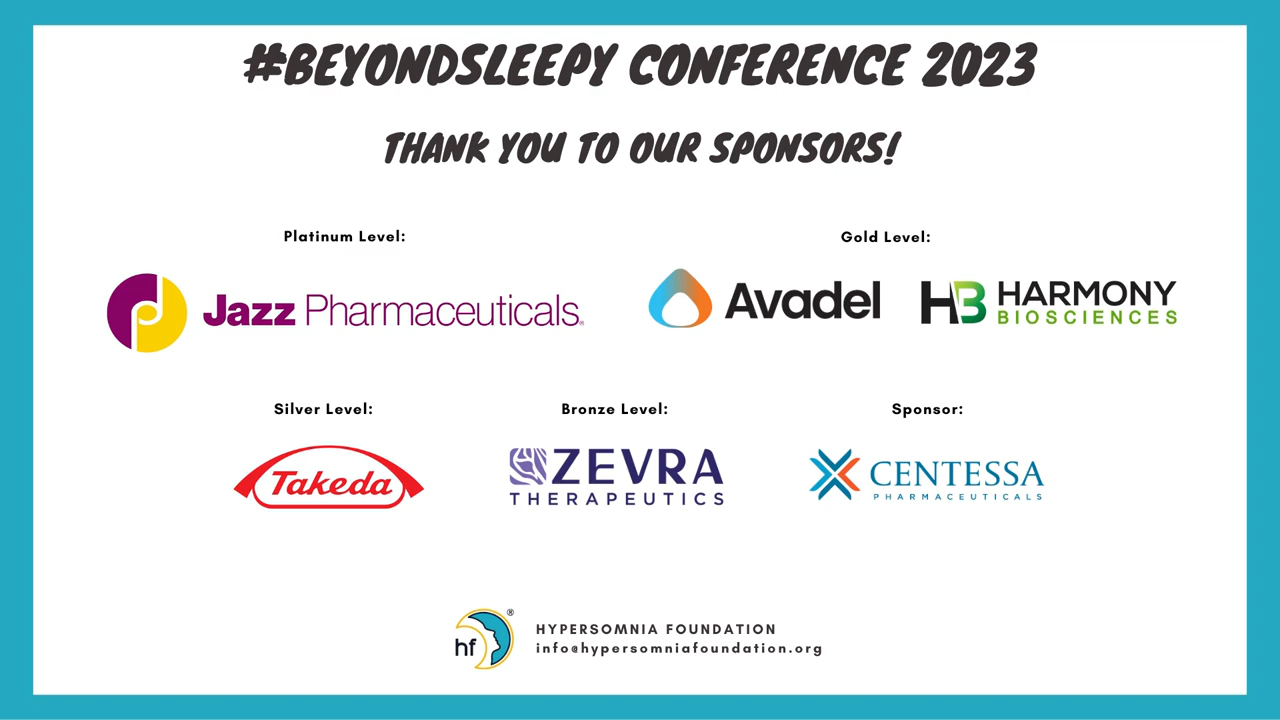 #BEYONDSLEEPY CONFERENCE 2023
THANK YOU TO OUR SPONSORS!
Platinum Level:
Jazz Pharmaceuticals®
Gold Level:
Avadel
HB HARMONY
BIOSCIENCES
Silver Level:
Takeda
Bronze Level:
ZEVRA
THERAPEUTICS
Sponsor:
CENTESSA
PHARMACEUTICALS
hf®
HYPERSOMNIA FOUNDATION
info@hypersomniafoundation.org